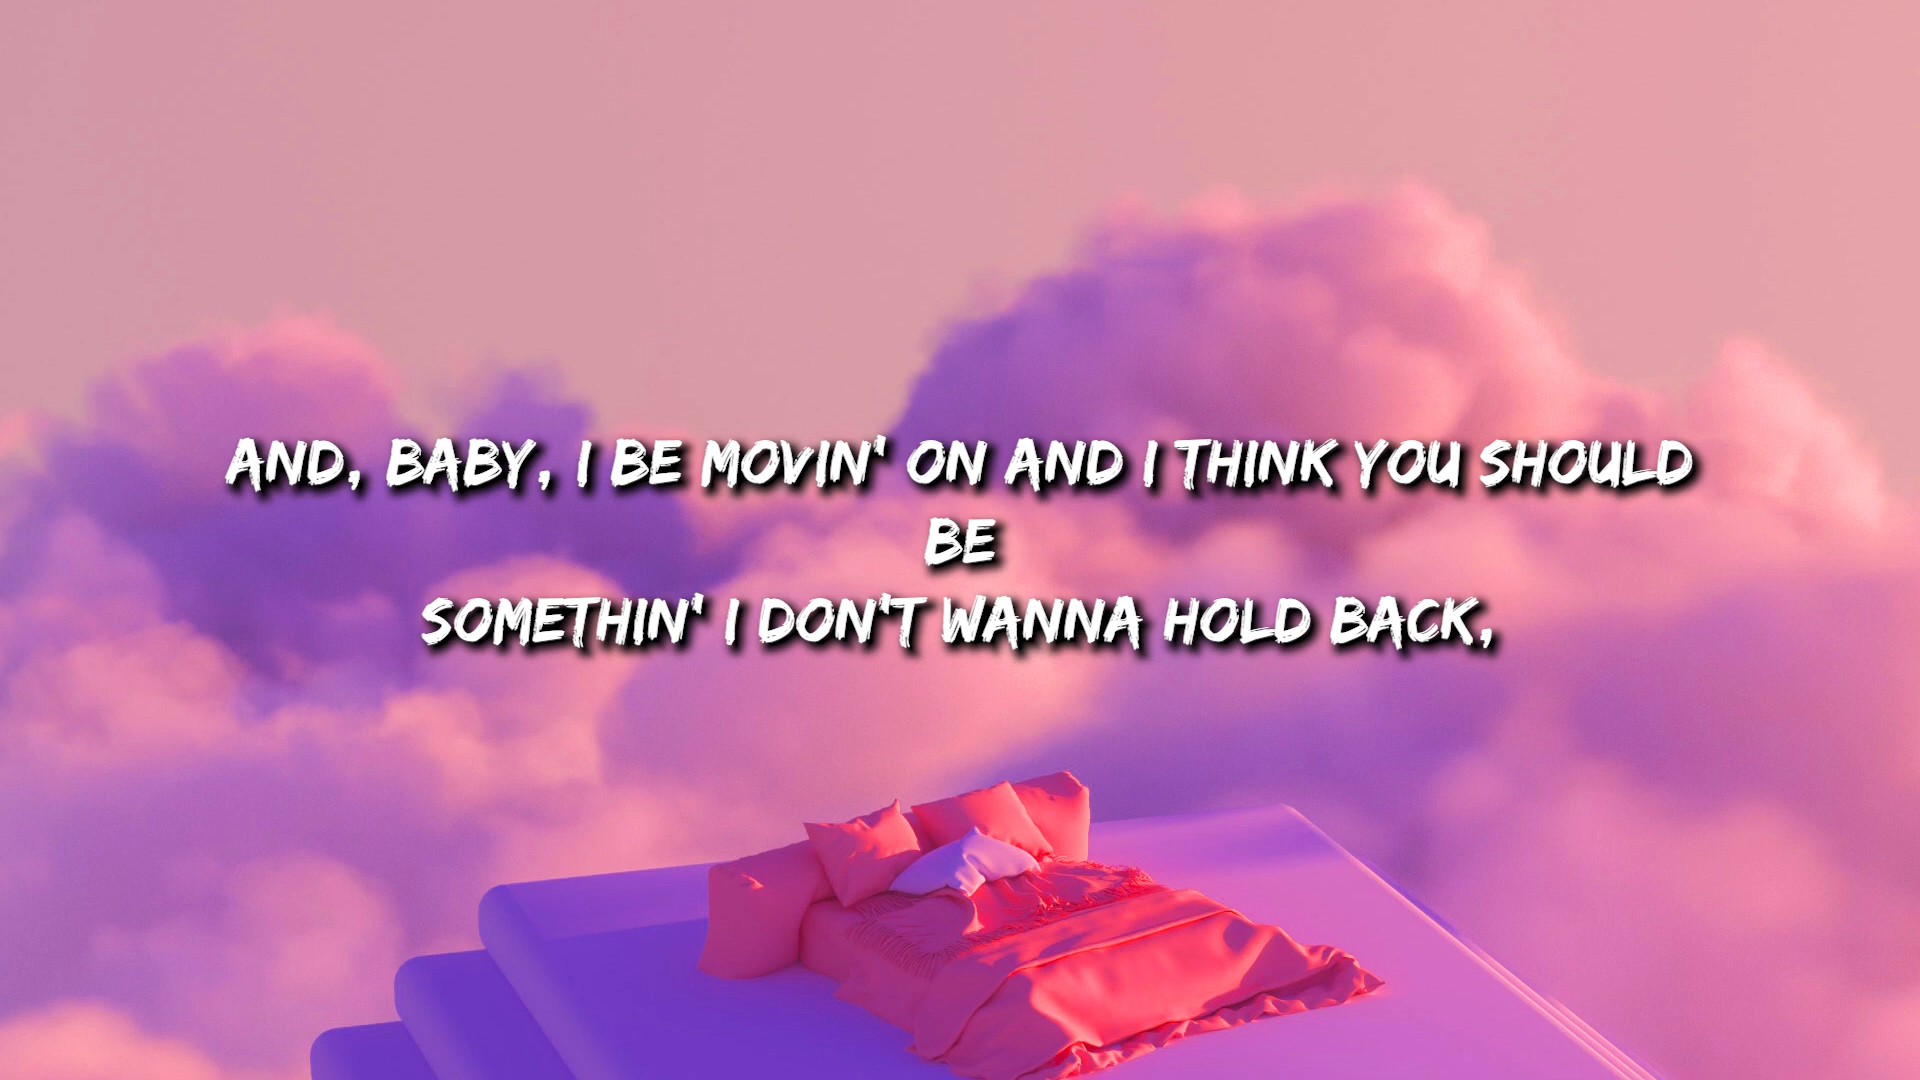 AND, BABY, I BE MOVIN' ON AND I THINK YOU SHOULD
BE
SOMETHIN' I DON'T WANNA HOLD BACK,